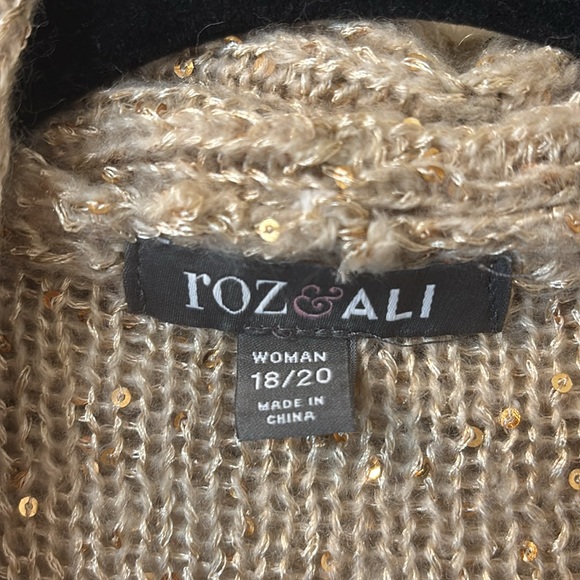 roz & ALI
WOMAN
18/20
MADE IN
CHINA